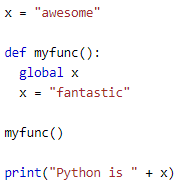 x = "awesome"
def myfunc():
  global x
  x = "fantastic"
myfunc()
print("Python is " + x)